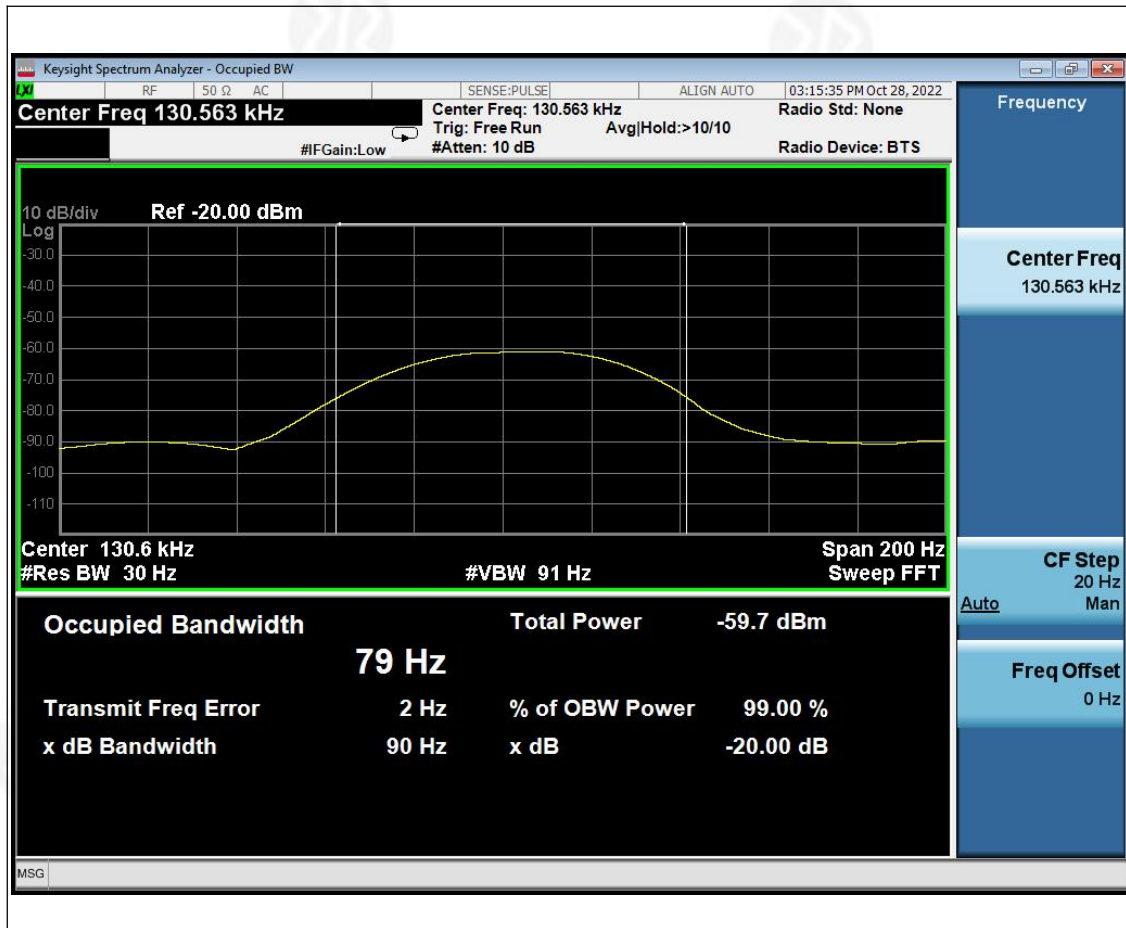 Keysight Spectrum Analyzer - Occupied BW
LXI RF 50 Ω AC SENSE:PULSE ALIGN AUTO 03:15:35 PM Oct 28, 2022
Center Freq 130.563 kHz
Center Freq: 130.563 kHz Radio Std: None
Trig: Free Run Avg|Hold:>10/10
#IFGain:Low #Atten: 10 dB Radio Device: BTS
10 dB/div Ref -20.00 dBm
Log
-30.0
-40.0
-50.0
-60.0
-70.0
-80.0
-90.0
-100
-110
Center 130.6 kHz Span 200 Hz
#Res BW 30 Hz #VBW 91 Hz Sweep FFT
Occupied Bandwidth Total Power -59.7 dBm
79 Hz
Transmit Freq Error 2 Hz % of OBW Power 99.00 %
x dB Bandwidth 90 Hz x dB -20.00 dB
Frequency
Center Freq
130.563 kHz
CF Step
20 Hz
Auto Man
Freq Offset
0 Hz
MSG